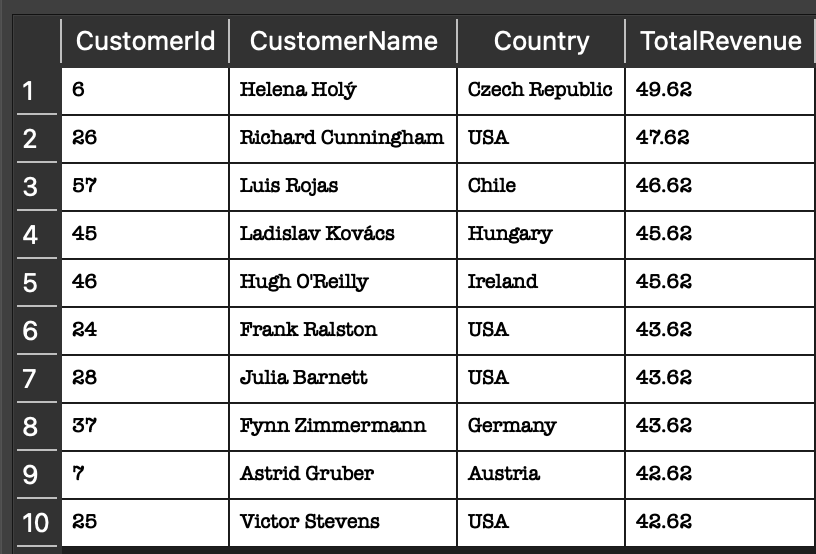 CustomerId CustomerName Country TotalRevenue
1 6 Helena Holý Czech Republic 49.62
2 26 Richard Cunningham USA 47.62
3 57 Luis Rojas Chile 46.62
4 45 Ladislav Kovács Hungary 45.62
5 46 Hugh O'Reilly Ireland 45.62
6 24 Frank Ralston USA 43.62
7 28 Julia Barnett USA 43.62
8 37 Fynn Zimmermann Germany 43.62
9 7 Astrid Gruber Austria 42.62
10 25 Victor Stevens USA 42.62